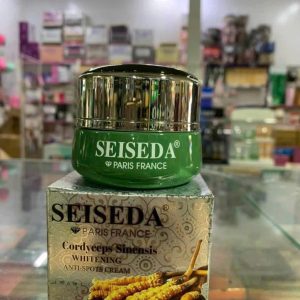 SEISEDA®
PARIS FRANCE
SEISEDA®
PARIS FRANCE
Cordyceps Sinensis
WHITENING
ANTI-SPOTS CREAM